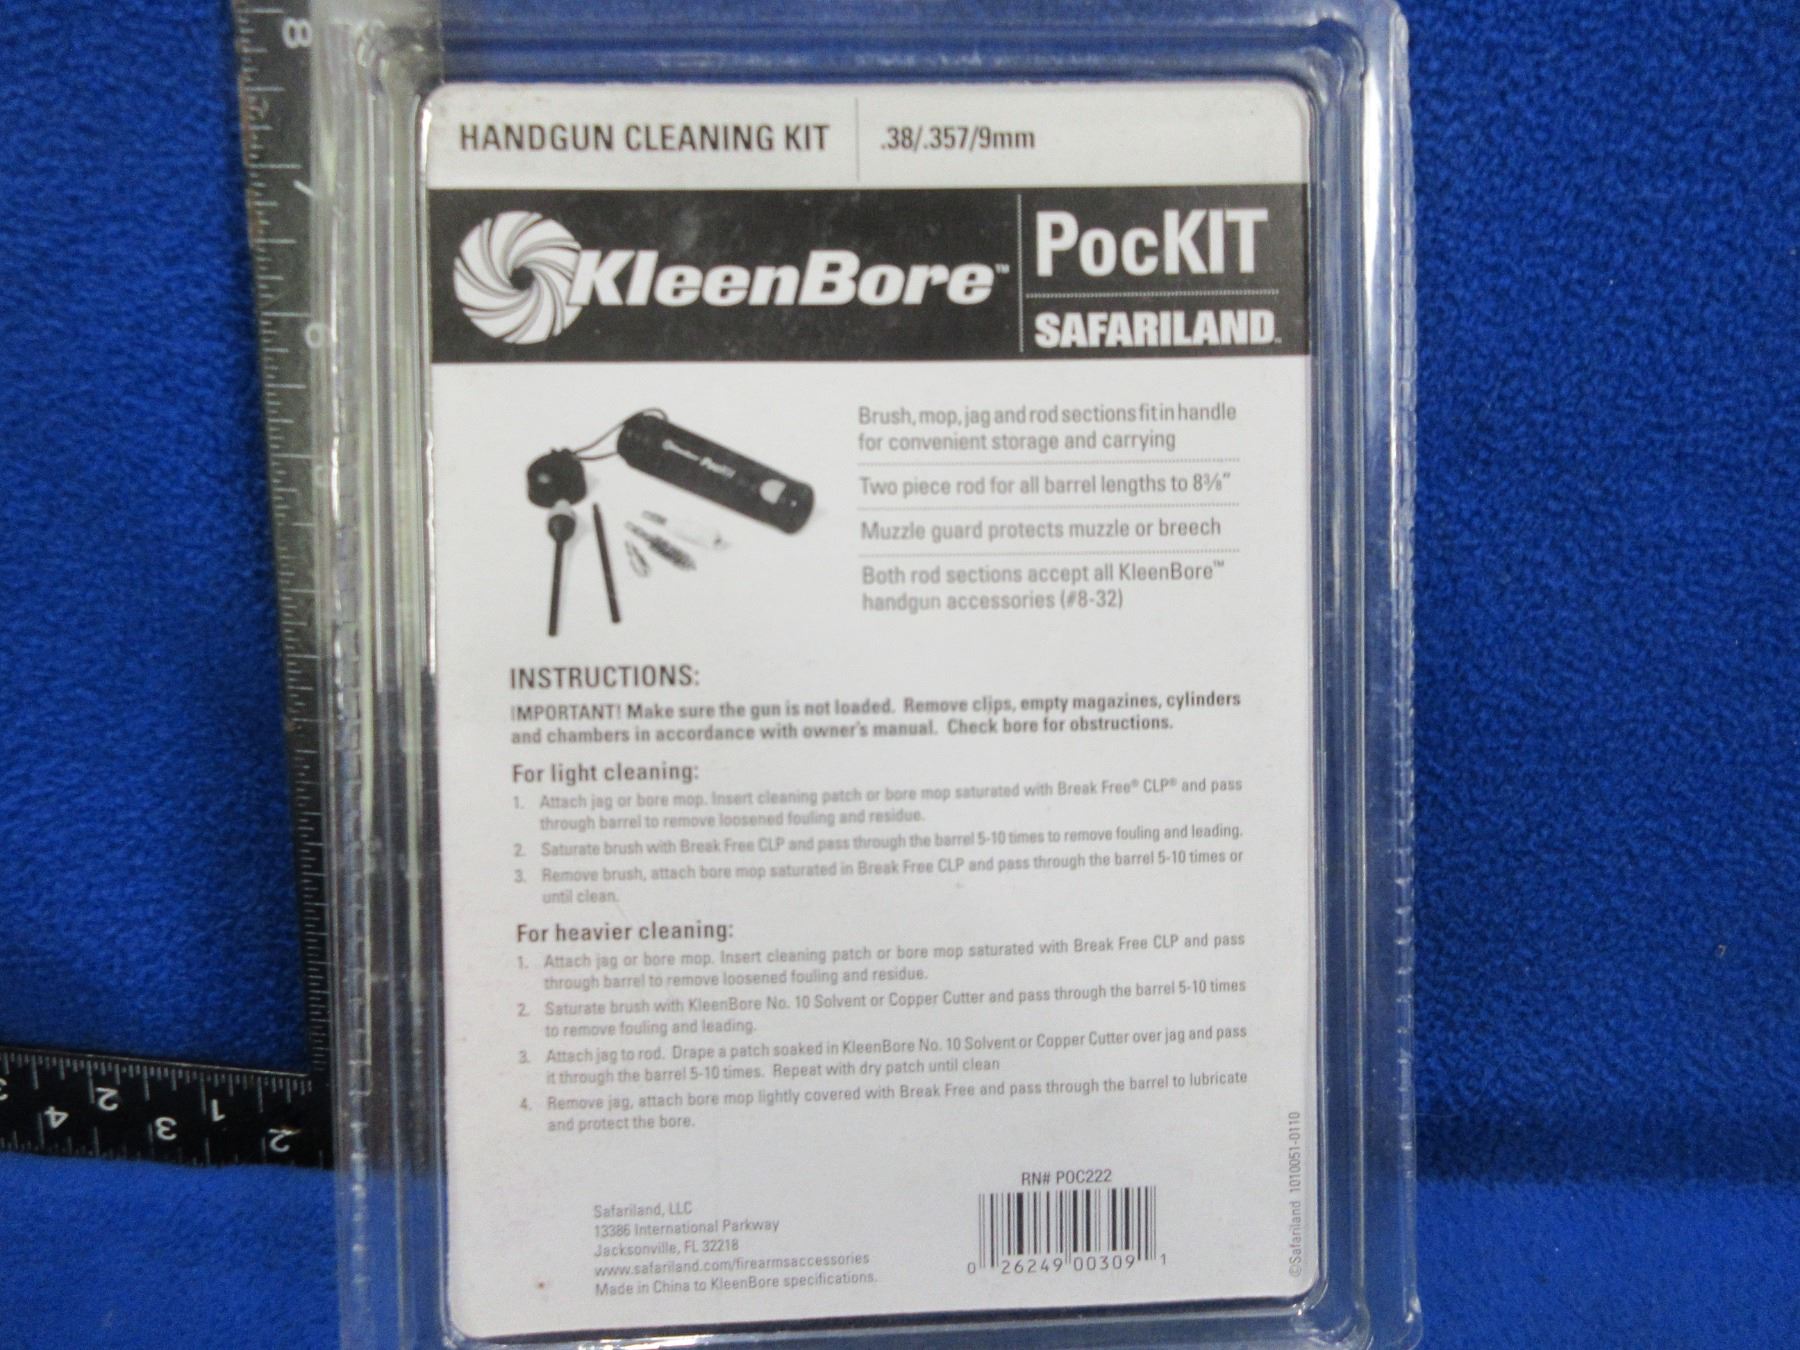 HANDGUN CLEANING KIT .38/.357/9mm
KleenBore™ PocKIT
SAFARILAND™
Brush, mop, jag and rod sections fit in handle
for convenient storage and carrying
Two piece rod for all barrel lengths to 8⅜"
Muzzle guard protects muzzle or breech
Both rod sections accept all KleenBore™
handgun accessories (#8-32)
KleenBore PocKIT
INSTRUCTIONS:
IMPORTANT! Make sure the gun is not loaded. Remove clips, empty magazines, cylinders
and chambers in accordance with owner's manual. Check bore for obstructions.
For light cleaning:
1. Attach jag or bore mop. Insert cleaning patch or bore mop saturated with Break Free® CLP® and pass
through barrel to remove loosened fouling and residue.
2. Saturate brush with Break Free CLP and pass through the barrel 5-10 times to remove fouling and leading.
3. Remove brush, attach bore mop saturated in Break Free CLP and pass through the barrel 5-10 times or
until clean.
For heavier cleaning:
1. Attach jag or bore mop. Insert cleaning patch or bore mop saturated with Break Free CLP and pass
through barrel to remove loosened fouling and residue.
2. Saturate brush with KleenBore No. 10 Solvent or Copper Cutter and pass through the barrel 5-10 times
to remove fouling and leading.
3. Attach jag to rod. Drape a patch soaked in KleenBore No. 10 Solvent or Copper Cutter over jag and pass
it through the barrel 5-10 times. Repeat with dry patch until clean
4. Remove jag, attach bore mop lightly covered with Break Free and pass through the barrel to lubricate
and protect the bore.
RN# POC222
0 26249 00309 1
Safariland, LLC
13386 International Parkway
Jacksonville, FL 32218
www.safariland.com/firearmsaccessories
Made in China to KleenBore specifications.
©Safariland 1010051-0110
8
7
6
5
3 2 1
4 3 2